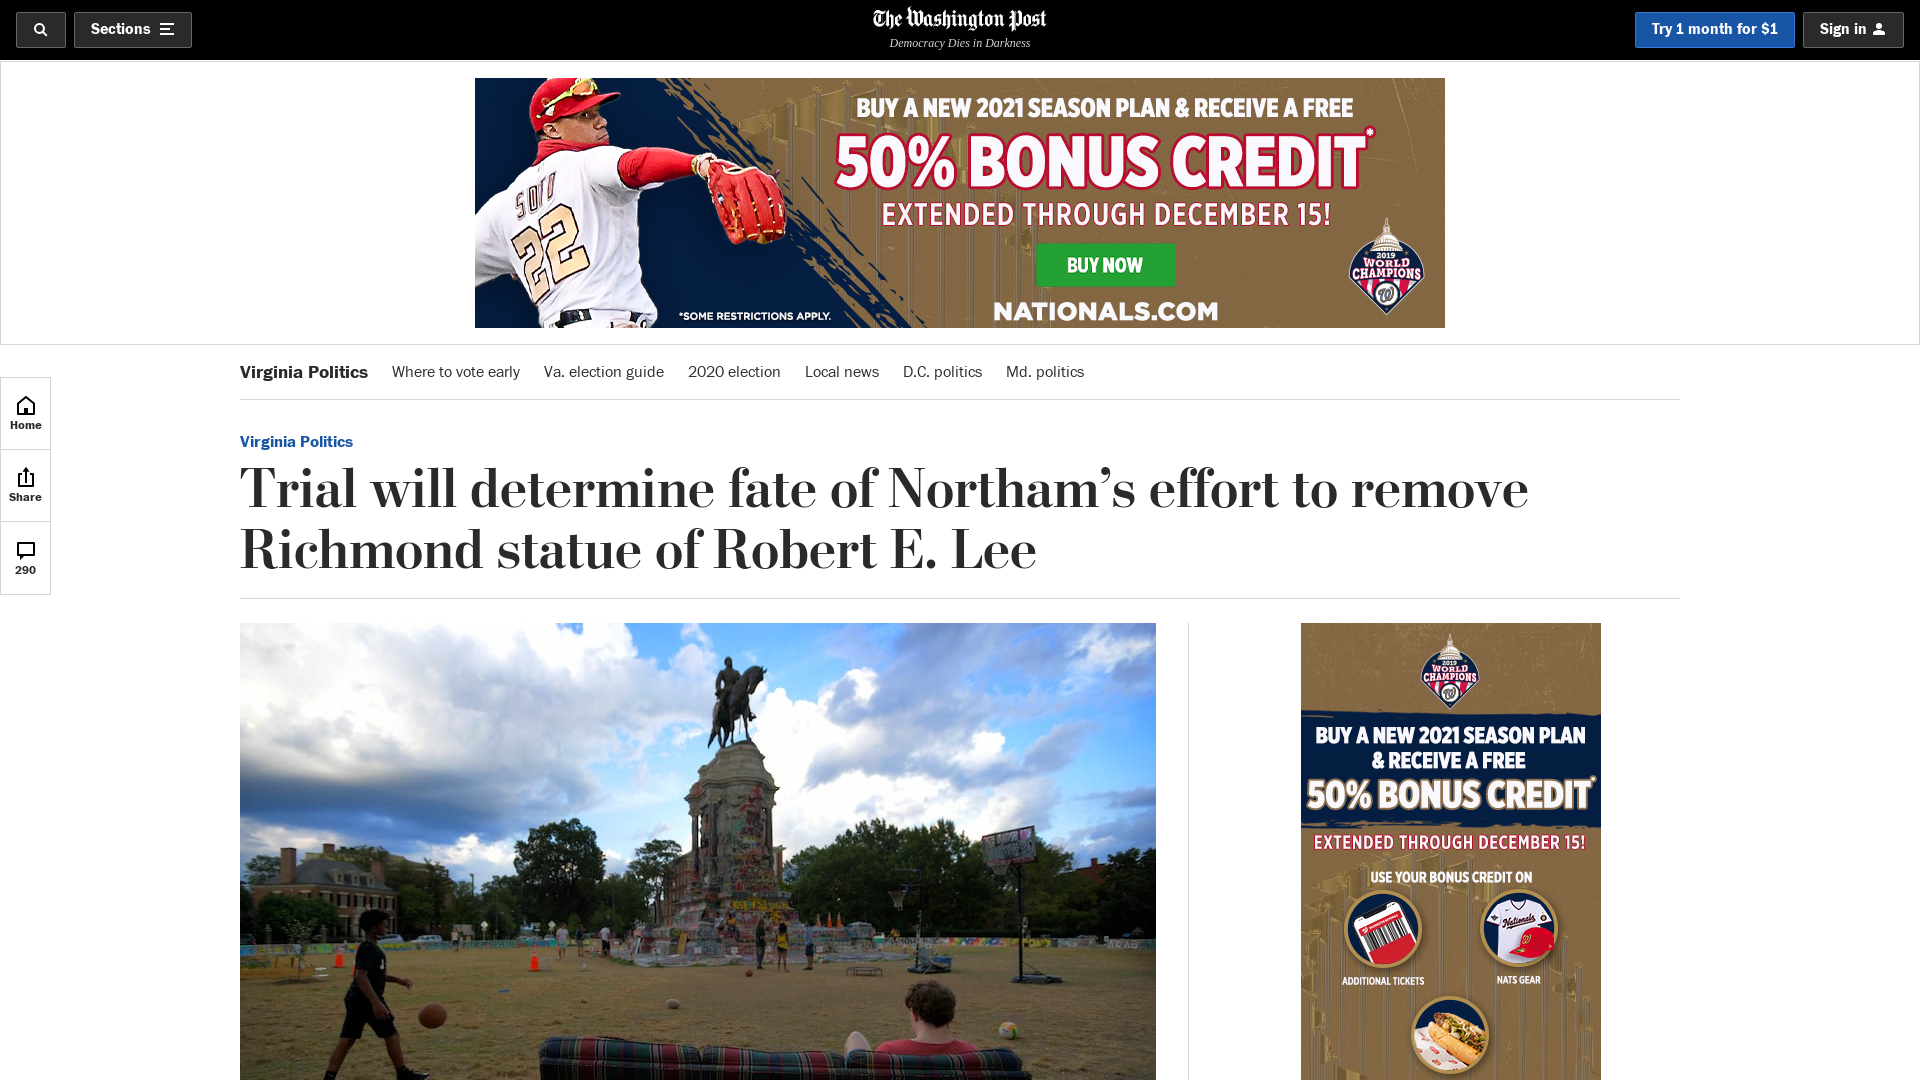 Sections
The Washington Post
Democracy Dies in Darkness
Try 1 month for $1
Sign in
SOTO
22
BUY A NEW 2021 SEASON PLAN & RECEIVE A FREE
50% BONUS CREDIT*
EXTENDED THROUGH DECEMBER 15!
BUY NOW
NATIONALS.COM
*SOME RESTRICTIONS APPLY.
2019
WORLD
CHAMPIONS
W
Virginia Politics
Where to vote early
Va. election guide
2020 election
Local news
D.C. politics
Md. politics
Home
Share
290
Virginia Politics
Trial will determine fate of Northam’s effort to remove
Richmond statue of Robert E. Lee
2019
WORLD
CHAMPIONS
W
BUY A NEW 2021 SEASON PLAN
& RECEIVE A FREE
50% BONUS CREDIT*
EXTENDED THROUGH DECEMBER 15!
USE YOUR BONUS CREDIT ON
Nationals
ADDITIONAL TICKETS
NATS GEAR